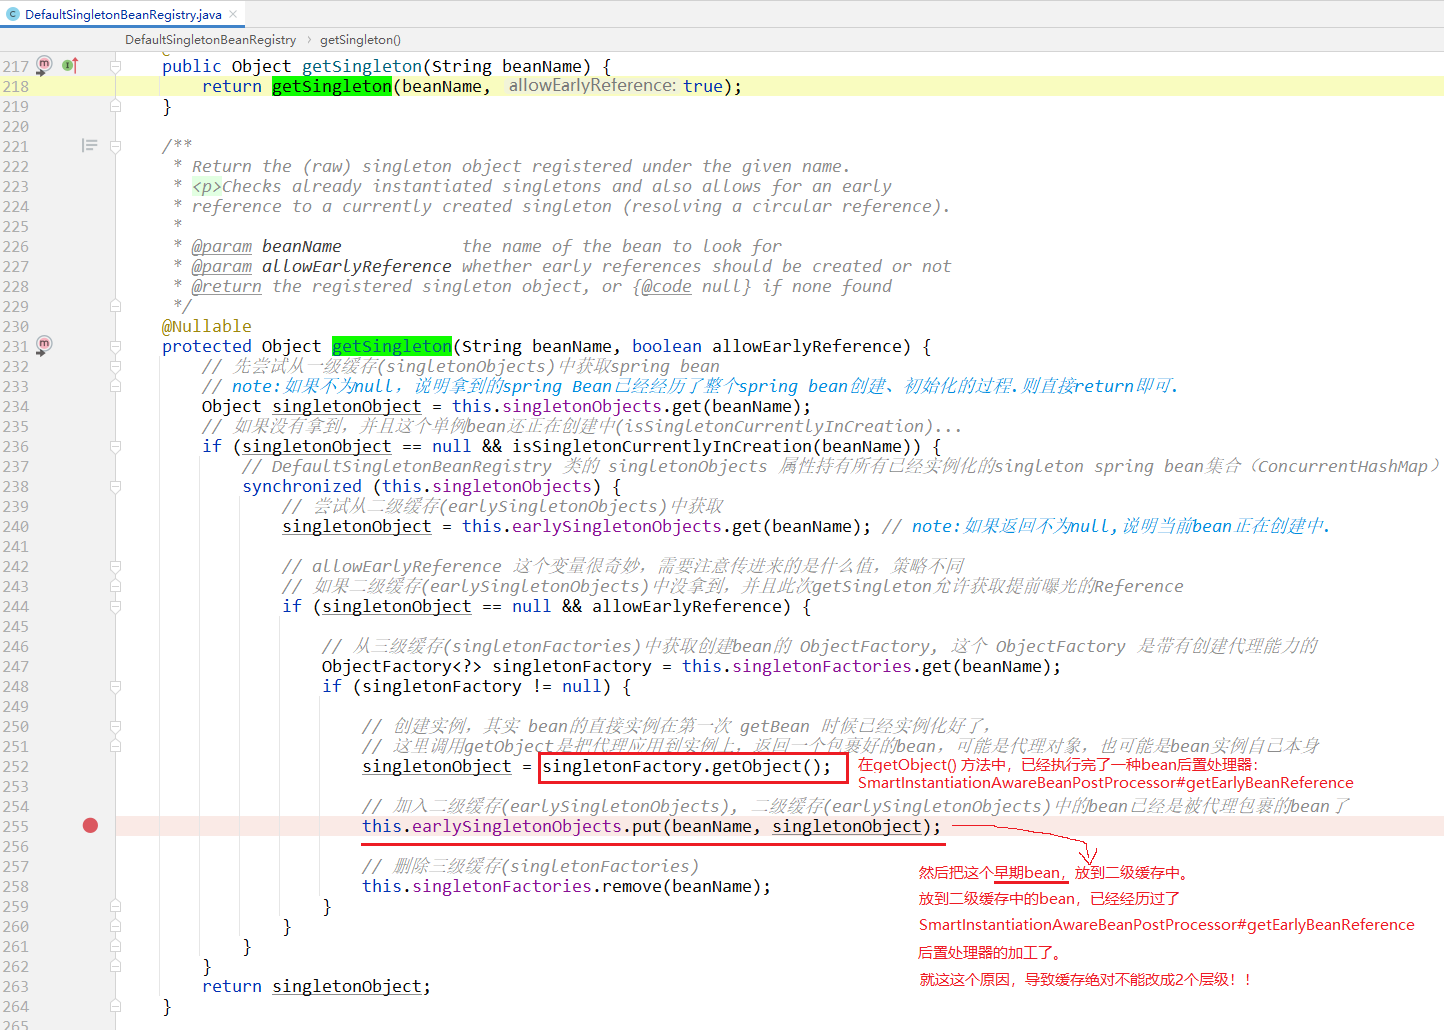 DefaultSingletonBeanRegistry.java
DefaultSingletonBeanRegistry › getSingleton()
217 public Object getSingleton(String beanName) {
218 return getSingleton(beanName, allowEarlyReference: true);
219 }
220
221 /**
222 * Return the (raw) singleton object registered under the given name.
223 * <p>Checks already instantiated singletons and also allows for an early
224 * reference to a currently created singleton (resolving a circular reference).
225 *
226 * @param beanName the name of the bean to look for
227 * @param allowEarlyReference whether early references should be created or not
228 * @return the registered singleton object, or {@code null} if none found
229 */
230 @Nullable
231 protected Object getSingleton(String beanName, boolean allowEarlyReference) {
232 // 先尝试从一级缓存(singletonObjects)中获取spring bean
233 // note:如果不为null，说明拿到的spring Bean已经经历了整个spring bean创建、初始化的过程.则直接return即可.
234 Object singletonObject = this.singletonObjects.get(beanName);
235 // 如果没有拿到，并且这个单例bean还正在创建中(isSingletonCurrentlyInCreation)...
236 if (singletonObject == null && isSingletonCurrentlyInCreation(beanName)) {
237 // DefaultSingletonBeanRegistry 类的 singletonObjects 属性持有所有已经实例化的singleton spring bean集合（ConcurrentHashMap）
238 synchronized (this.singletonObjects) {
239 // 尝试从二级缓存(earlySingletonObjects)中获取
240 singletonObject = this.earlySingletonObjects.get(beanName); // note:如果返回不为null,说明当前bean正在创建中.
241
242 // allowEarlyReference 这个变量很奇妙，需要注意传进来的是什么值，策略不同
243 // 如果二级缓存(earlySingletonObjects)中没拿到，并且此次getSingleton允许获取提前曝光的Reference
244 if (singletonObject == null && allowEarlyReference) {
245
246 // 从三级缓存(singletonFactories)中获取创建bean的 ObjectFactory, 这个 ObjectFactory 是带有创建代理能力的
247 ObjectFactory<?> singletonFactory = this.singletonFactories.get(beanName);
248 if (singletonFactory != null) {
249
250 // 创建实例，其实 bean的直接实例在第一次 getBean 时候已经实例化好了，
251 // 这里调用getObject是把代理应用到实例上，返回一个包裹好的bean，可能是代理对象，也可能是bean实例自己本身
252 singletonObject = singletonFactory.getObject(); 在getObject() 方法中，已经执行完了一种bean后置处理器：
253 SmartInstantiationAwareBeanPostProcessor#getEarlyBeanReference
254 // 加入二级缓存(earlySingletonObjects), 二级缓存(earlySingletonObjects)中的bean已经是被代理包裹的bean了
255 this.earlySingletonObjects.put(beanName, singletonObject);
256
257 // 删除三级缓存(singletonFactories)
然后把这个早期bean，放到二级缓存中。
258 this.singletonFactories.remove(beanName);
259 }
放到二级缓存中的bean，已经经历过了
260 }
SmartInstantiationAwareBeanPostProcessor#getEarlyBeanReference
261 }
后置处理器的加工了。
262 }
263 return singletonObject;
就这这个原因，导致缓存绝对不能改成2个层级！！
264 }
265